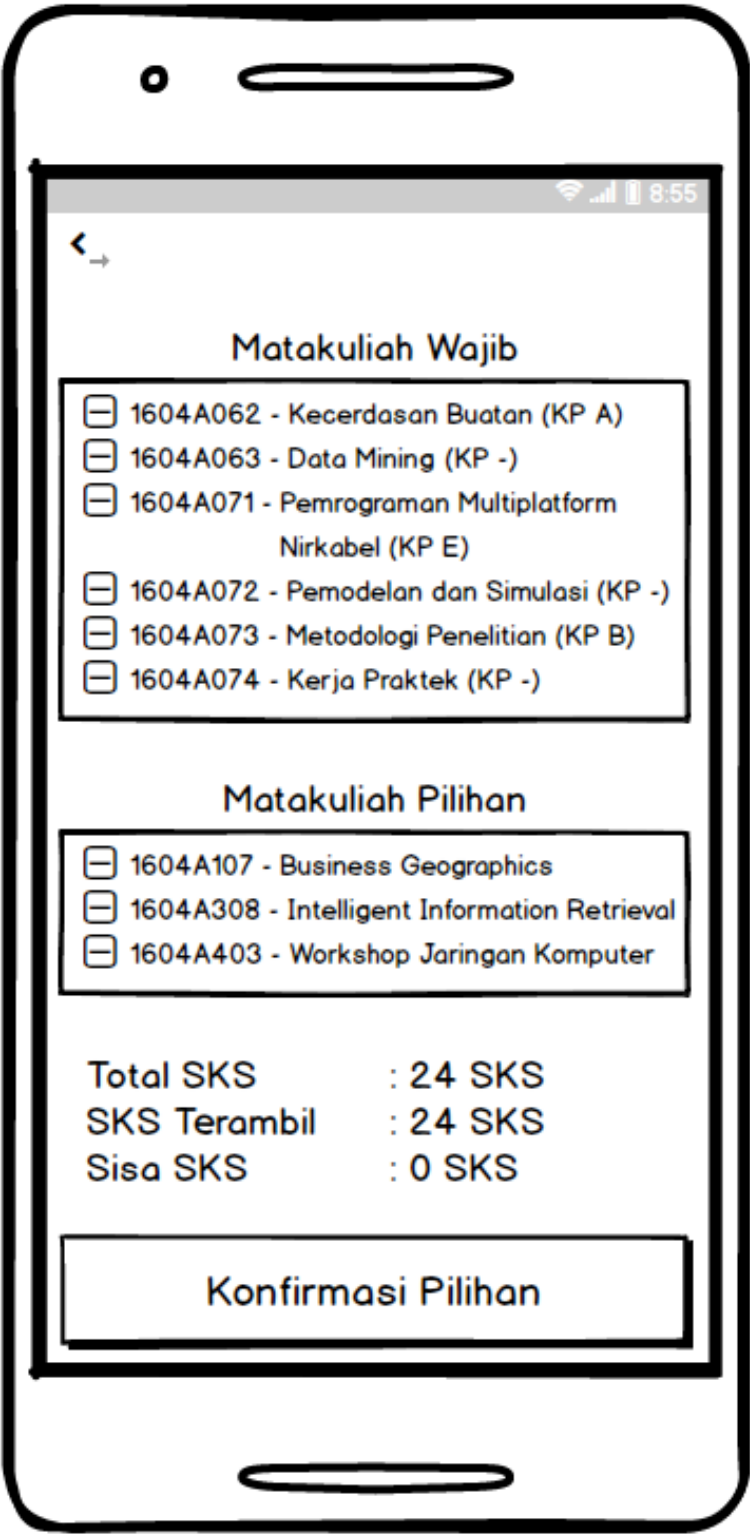 8:55
Matakuliah Wajib
1604A062 - Kecerdasan Buatan (KP A)
1604A063 - Data Mining (KP -)
1604A071 - Pemrograman Multiplatform
Nirkabel (KP E)
1604A072 - Pemodelan dan Simulasi (KP -)
1604A073 - Metodologi Penelitian (KP B)
1604A074 - Kerja Praktek (KP -)
Matakuliah Pilihan
1604A107 - Business Geographics
1604A308 - Intelligent Information Retrieval
1604A403 - Workshop Jaringan Komputer
Total SKS : 24 SKS
SKS Terambil : 24 SKS
Sisa SKS : 0 SKS
Konfirmasi Pilihan